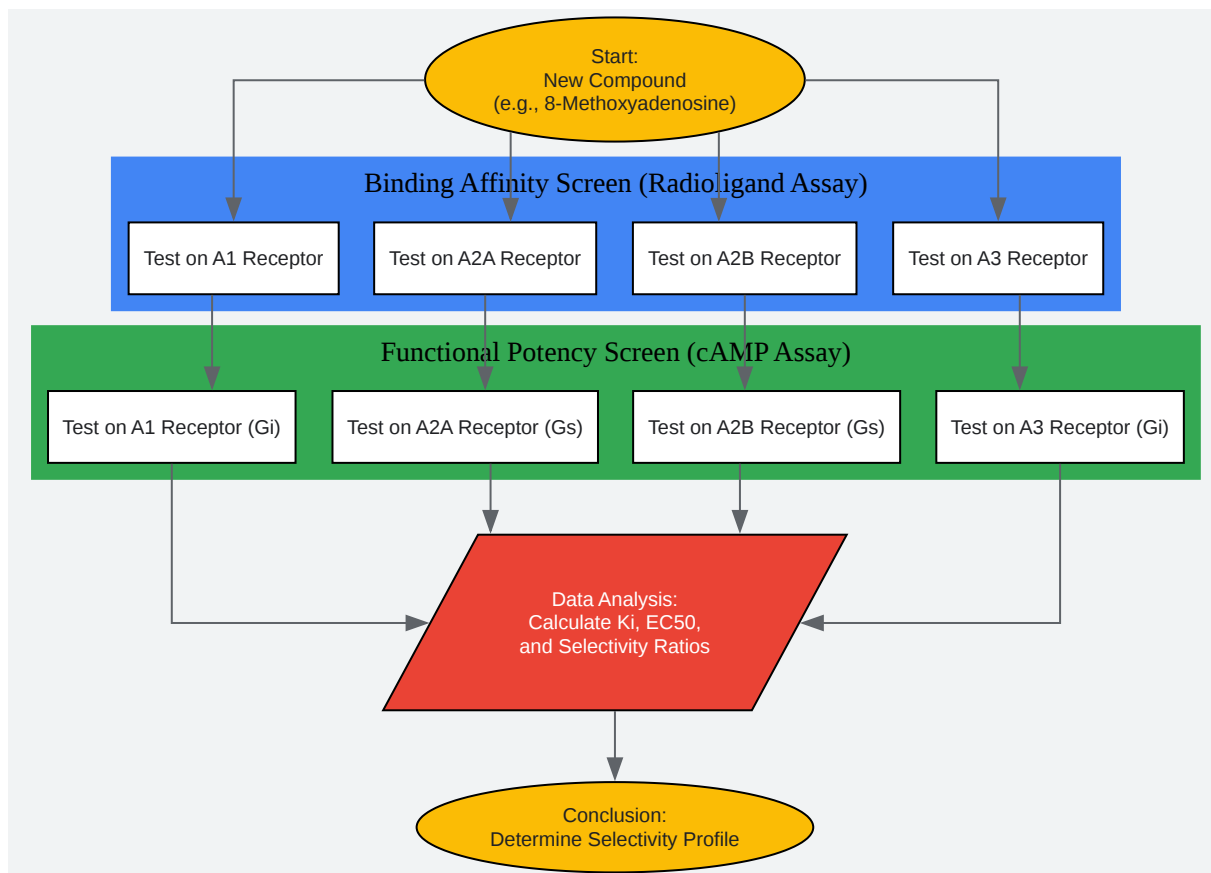 Start:
New Compound
(e.g., 8-Methoxyadenosine)
Binding Affinity Screen (Radioligand Assay)
Test on A1 Receptor
Test on A2A Receptor
Test on A2B Receptor
Test on A3 Receptor
Functional Potency Screen (cAMP Assay)
Test on A1 Receptor (Gi)
Test on A2A Receptor (Gs)
Test on A2B Receptor (Gs)
Test on A3 Receptor (Gi)
Data Analysis:
Calculate Ki, EC50,
and Selectivity Ratios
Conclusion:
Determine Selectivity Profile